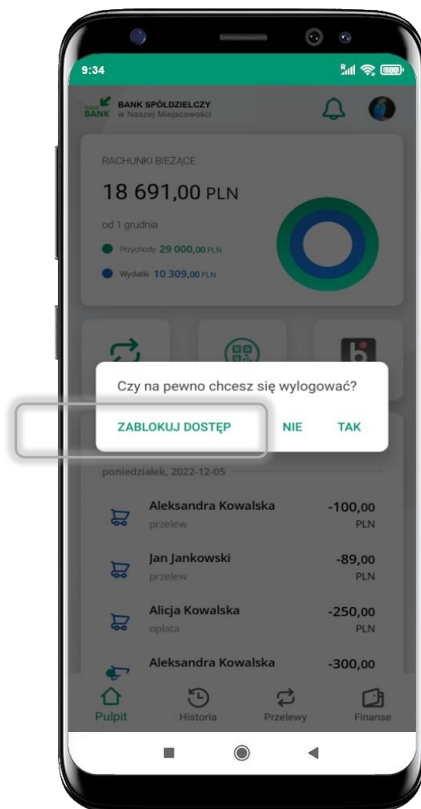 9:34
NASZ BANK
BANK SPÓŁDZIELCZY
w Naszej Miejscowości
RACHUNKI BIEŻĄCE
18 691,00 PLN
od 1 grudnia
Przychody 29 000,00 PLN
Wydatki 10 309,00 PLN
Czy na pewno chcesz się wylogować?
ZABLOKUJ DOSTĘP NIE TAK
poniedziałek, 2022-12-05
Aleksandra Kowalska -100,00
przelew PLN
Jan Jankowski -89,00
przelew PLN
Alicja Kowalska -250,00
opłata PLN
Aleksandra Kowalska -300,00
Pulpit Historia Przelewy Finanse